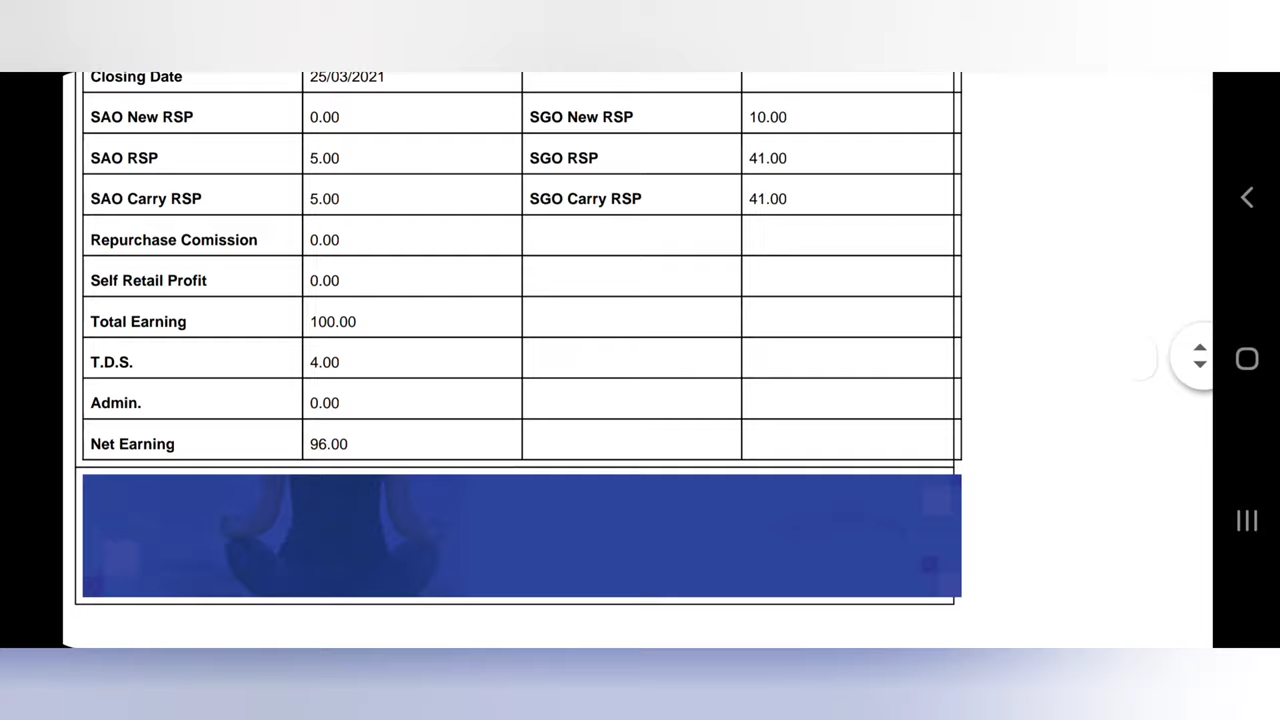 Closing Date 25/03/2021
SAO New RSP 0.00 SGO New RSP 10.00
SAO RSP 5.00 SGO RSP 41.00
SAO Carry RSP 5.00 SGO Carry RSP 41.00
Repurchase Comission 0.00
Self Retail Profit 0.00
Total Earning 100.00
T.D.S. 4.00
Admin. 0.00
Net Earning 96.00